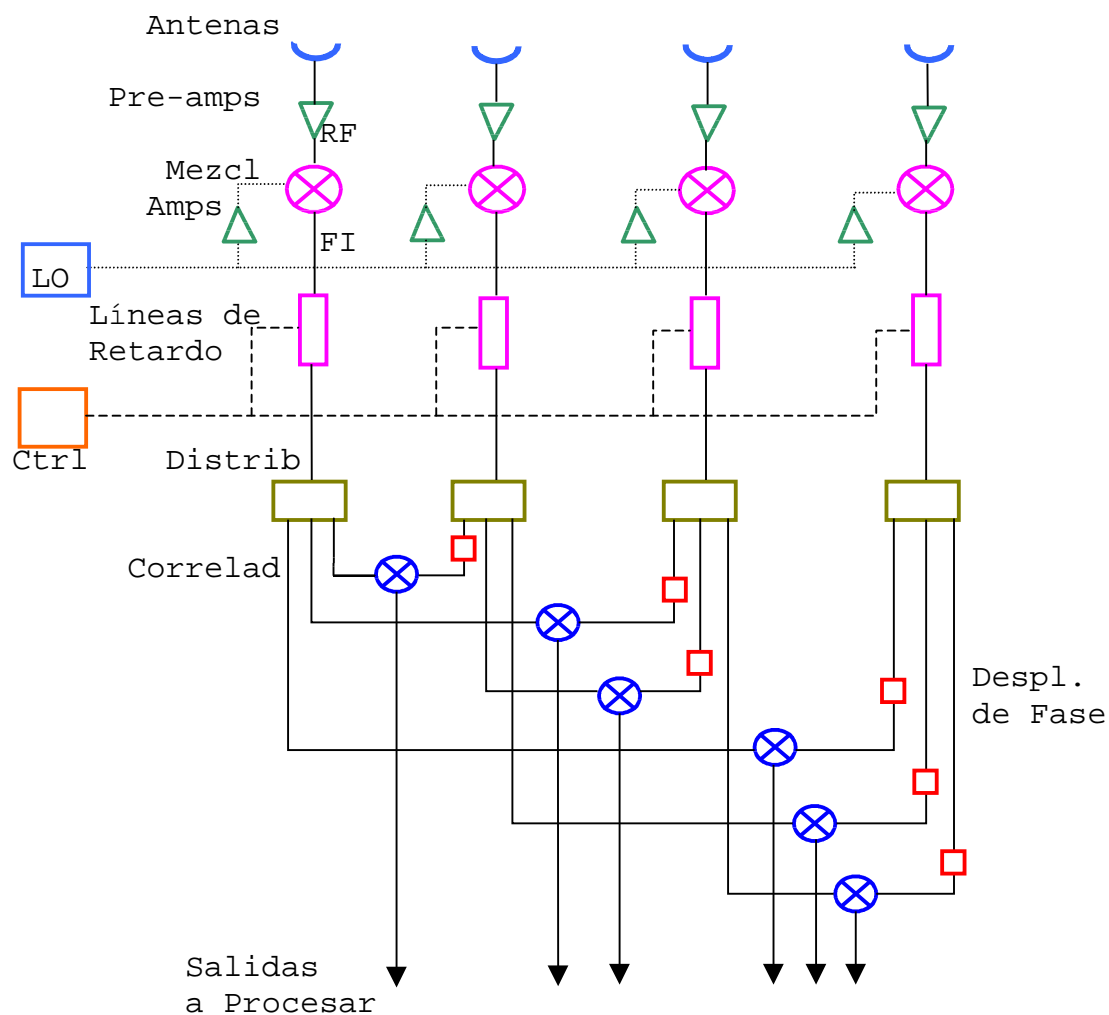 Antenas
Pre-amps
RF
Mezcl
Amps
FI
LO
Líneas de
Retardo
Ctrl
Distrib
Correlad
Despl.
de Fase
Salidas
a Procesar